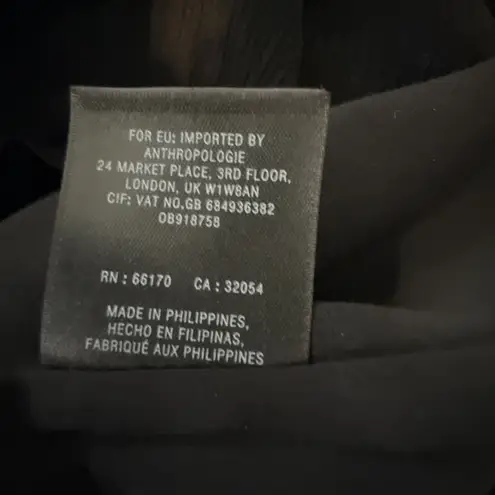 FOR EU: IMPORTED BY
ANTHROPOLOGIE
24 MARKET PLACE, 3RD FLOOR,
LONDON, UK W1W8AN
CIF: VAT NO.GB 684936382
OB918758
RN : 66170 CA : 32054
MADE IN PHILIPPINES,
HECHO EN FILIPINAS,
FABRIQUÉ AUX PHILIPPINES